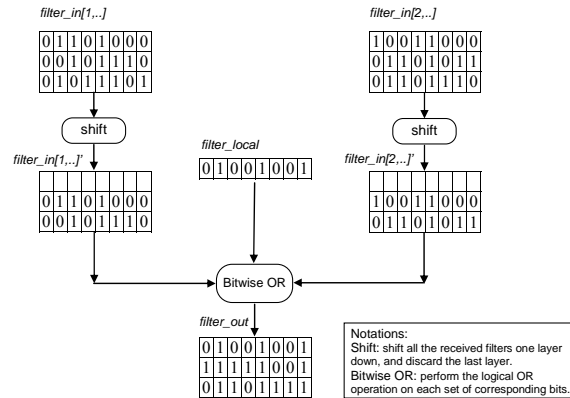 filter_in[1,..]
0 1 1 0 1 0 0 0
0 0 1 0 1 1 1 0
0 1 0 1 1 1 0 1
shift
filter_in[1,..]’
0 1 1 0 1 0 0 0
0 0 1 0 1 1 1 0
filter_local
0 1 0 0 1 0 0 1
filter_in[2,..]
1 0 0 1 1 0 0 0
0 1 1 0 1 0 1 1
0 1 1 0 1 1 1 0
shift
filter_in[2,..]’
1 0 0 1 1 0 0 0
0 1 1 0 1 0 1 1
Bitwise OR
filter_out
0 1 0 0 1 0 0 1
1 1 1 1 1 0 0 1
0 1 1 0 1 1 1 1
Notations:
Shift: shift all the received filters one layer
down, and discard the last layer.
Bitwise OR: perform the logical OR
operation on each set of corresponding bits.